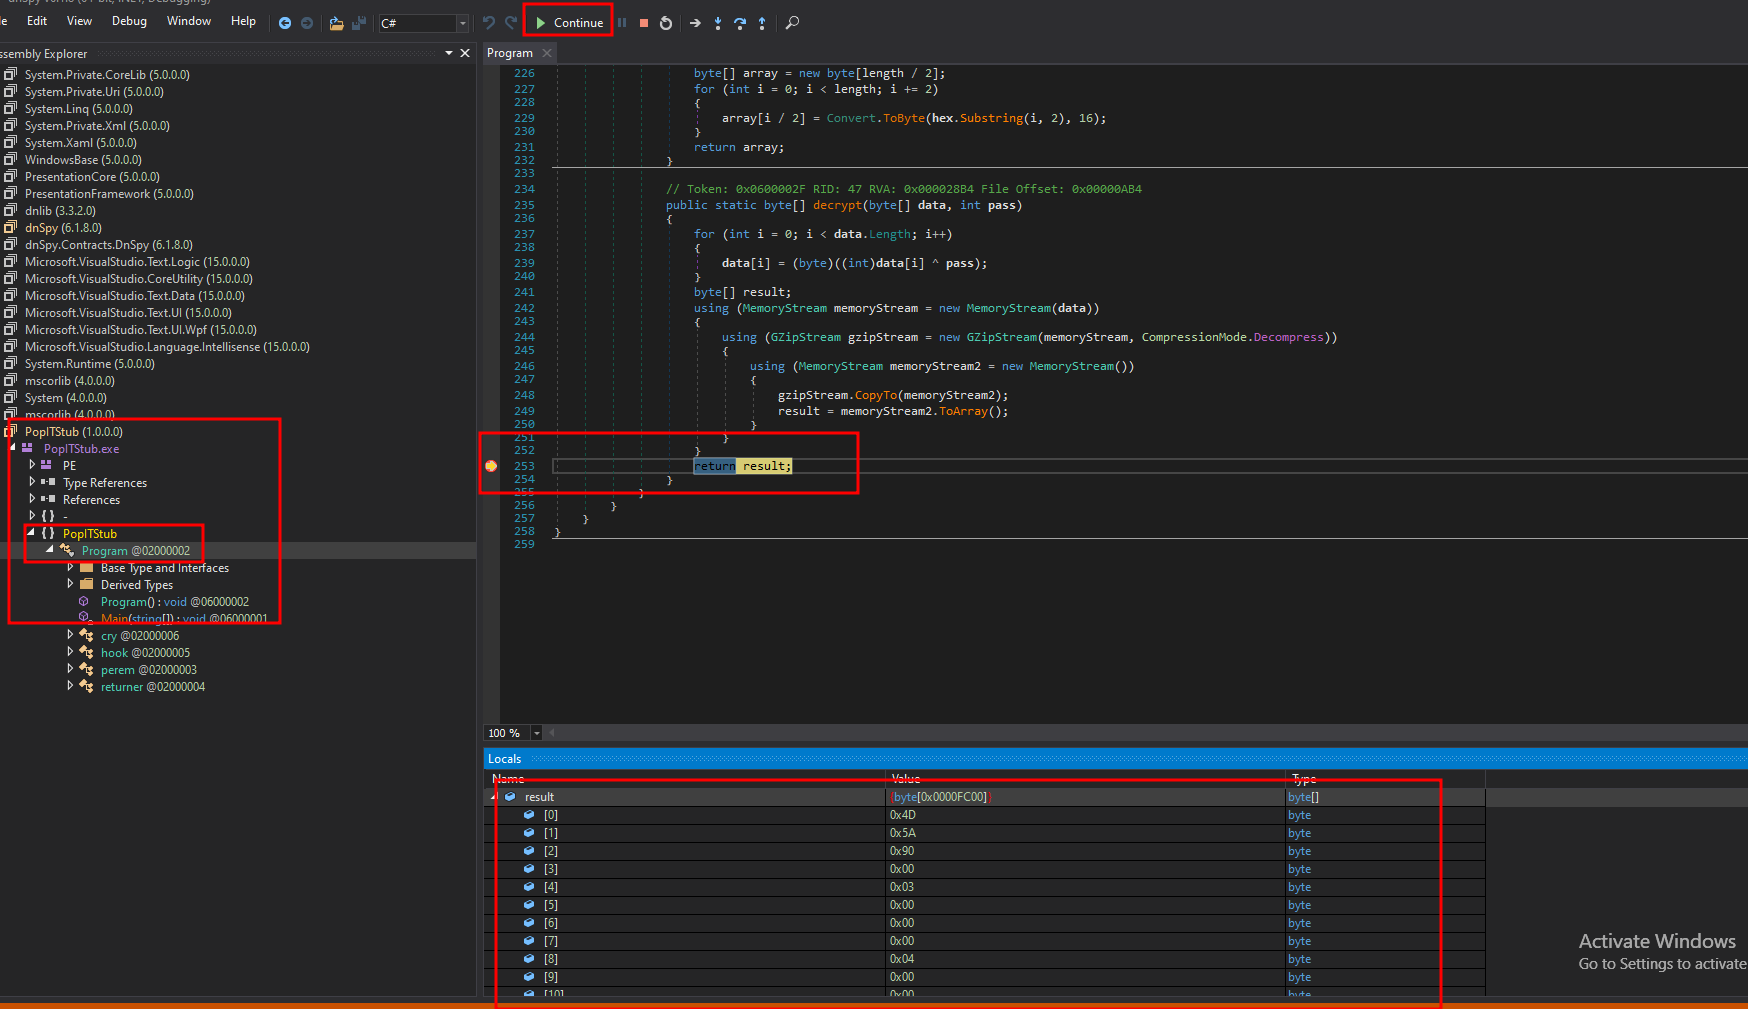 Edit View Debug Window Help C# Continue
Assembly Explorer
System.Private.CoreLib (5.0.0.0)
System.Private.Uri (5.0.0.0)
System.Linq (5.0.0.0)
System.Private.Xml (5.0.0.0)
System.Xaml (5.0.0.0)
WindowsBase (5.0.0.0)
PresentationCore (5.0.0.0)
PresentationFramework (5.0.0.0)
dnlib (3.3.2.0)
dnSpy (6.1.8.0)
dnSpy.Contracts.DnSpy (6.1.8.0)
Microsoft.VisualStudio.Text.Logic (15.0.0.0)
Microsoft.VisualStudio.CoreUtility (15.0.0.0)
Microsoft.VisualStudio.Text.Data (15.0.0.0)
Microsoft.VisualStudio.Text.UI (15.0.0.0)
Microsoft.VisualStudio.Text.UI.Wpf (15.0.0.0)
Microsoft.VisualStudio.Language.Intellisense (15.0.0.0)
System.Runtime (5.0.0.0)
mscorlib (4.0.0.0)
System (4.0.0.0)
mscorlib (4.0.0.0)
PopITStub (1.0.0.0)
PopITStub.exe
PE
Type References
References
{ } -
{ } PopITStub
Program @02000002
Base Type and Interfaces
Derived Types
Program() : void @06000002
Main(string[]) : void @06000001
cry @02000006
hook @02000005
perem @02000003
returner @02000004
Program
226 byte[] array = new byte[length / 2];
227 for (int i = 0; i < length; i += 2)
228 {
229 array[i / 2] = Convert.ToByte(hex.Substring(i, 2), 16);
230 }
231 return array;
232 }
233
234 // Token: 0x0600002F RID: 47 RVA: 0x000028B4 File Offset: 0x00000AB4
235 public static byte[] decrypt(byte[] data, int pass)
236 {
237 for (int i = 0; i < data.Length; i++)
238 {
239 data[i] = (byte)((int)data[i] ^ pass);
240 }
241 byte[] result;
242 using (MemoryStream memoryStream = new MemoryStream(data))
243 {
244 using (GZipStream gzipStream = new GZipStream(memoryStream, CompressionMode.Decompress))
245 {
246 using (MemoryStream memoryStream2 = new MemoryStream())
247 {
248 gzipStream.CopyTo(memoryStream2);
249 result = memoryStream2.ToArray();
250 }
251 }
252 }
253 return result;
254 }
255 }
256 }
257 }
258 }
259
100 %
Locals
Name Value Type
result {byte[0x0000FC00]} byte[]
[0] 0x4D byte
[1] 0x5A byte
[2] 0x90 byte
[3] 0x00 byte
[4] 0x03 byte
[5] 0x00 byte
[6] 0x00 byte
[7] 0x00 byte
[8] 0x04 byte
[9] 0x00 byte
[10] 0x00 byte
Activate Windows
Go to Settings to activate